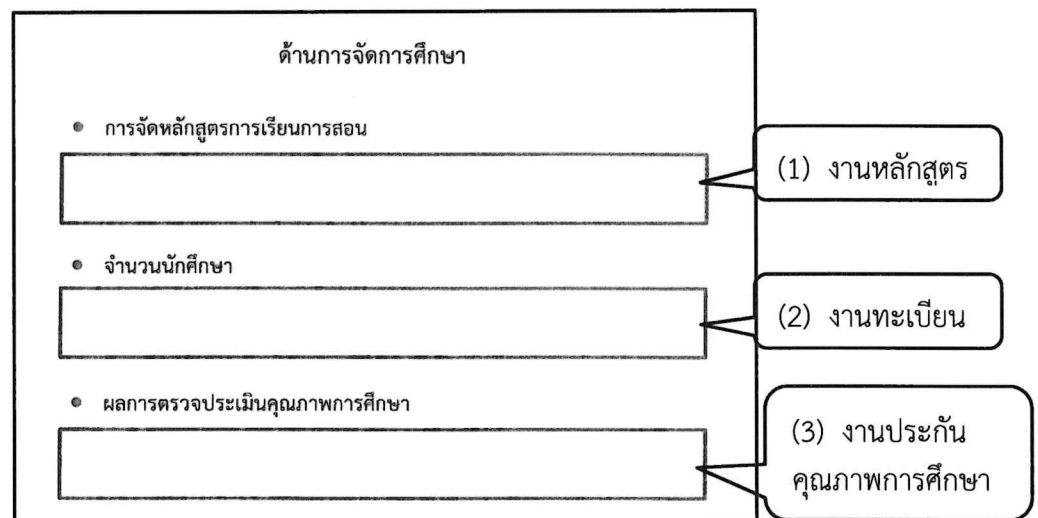 ด้านการจัดการศึกษา
• การจัดหลักสูตรการเรียนการสอน
(1) งานหลักสูตร
• จำนวนนักศึกษา
(2) งานทะเบียน
• ผลการตรวจประเมินคุณภาพการศึกษา
(3) งานประกัน
คุณภาพการศึกษา